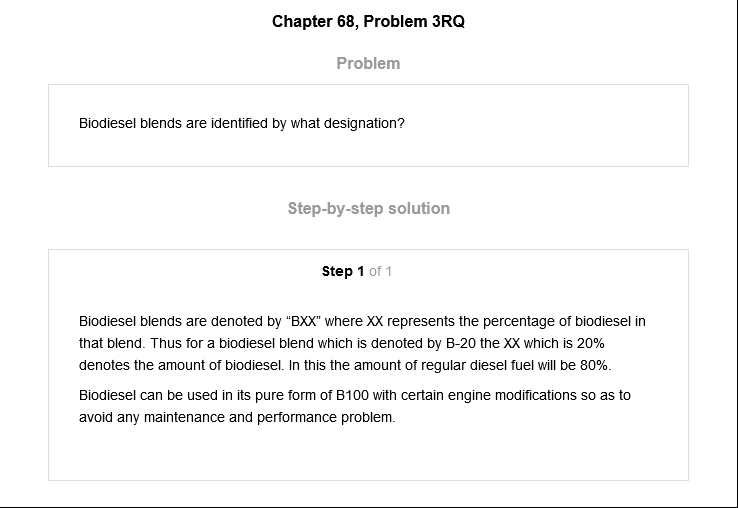 Chapter 68, Problem 3RQ
Problem
Biodiesel blends are identified by what designation?
Step-by-step solution
Step 1 of 1
Biodiesel blends are denoted by “BXX” where XX represents the percentage of biodiesel in
that blend. Thus for a biodiesel blend which is denoted by B-20 the XX which is 20%
denotes the amount of biodiesel. In this the amount of regular diesel fuel will be 80%.
Biodiesel can be used in its pure form of B100 with certain engine modifications so as to
avoid any maintenance and performance problem.